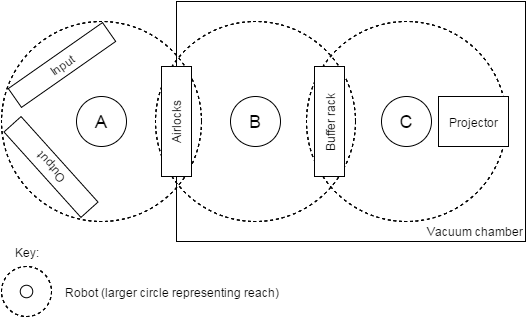 Input
Output
A
Airlocks
B
Buffer rack
C
Projector
Vacuum chamber
Key:
Robot (larger circle representing reach)